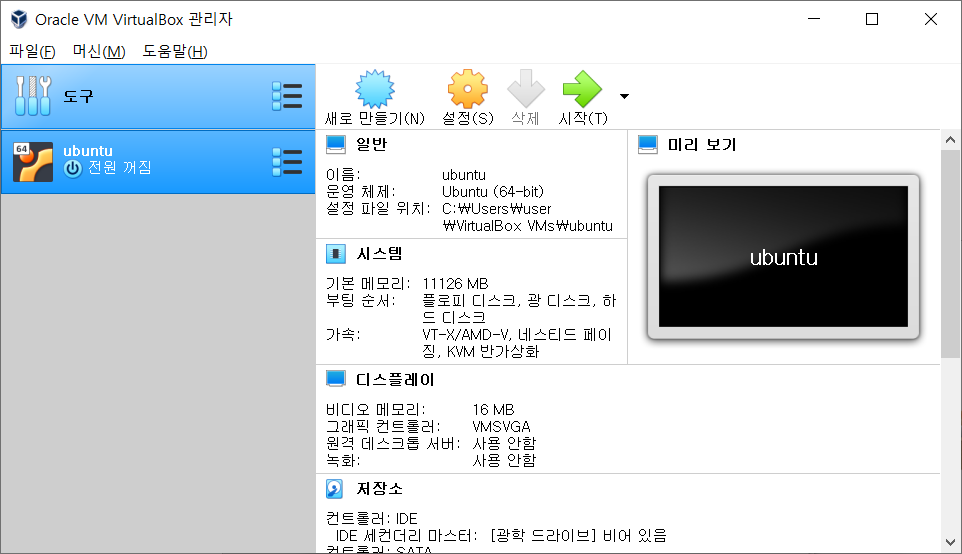 Oracle VM VirtualBox 관리자
파일(F) 머신(M) 도움말(H)
도구
64
ubuntu
전원 꺼짐
새로 만들기(N) 설정(S) 삭제 시작(T)
일반
이름: ubuntu
운영 체제: Ubuntu (64-bit)
설정 파일 위치: C:₩Users₩user
₩VirtualBox VMs₩ubuntu
미리 보기
ubuntu
시스템
기본 메모리: 11126 MB
부팅 순서: 플로피 디스크, 광 디스크, 하
드 디스크
가속: VT-X/AMD-V, 네스티드 페이
징, KVM 반가상화
디스플레이
비디오 메모리: 16 MB
그래픽 컨트롤러: VMSVGA
원격 데스크톱 서버: 사용 안함
녹화: 사용 안함
저장소
컨트롤러: IDE
IDE 세컨더리 마스터: [광학 드라이브] 비어 있음
컨트롤러: SATA